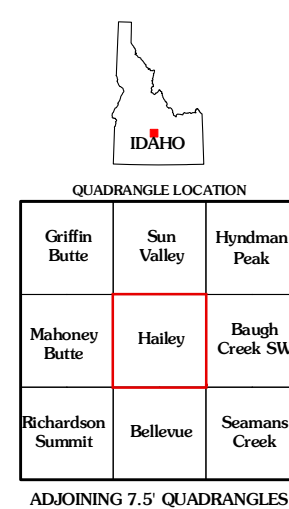 IDAHO
QUADRANGLE LOCATION
Griffin
Butte
Sun
Valley
Hyndman
Peak
Mahoney
Butte
Hailey
Baugh
Creek SW
Richardson
Summit
Bellevue
Seamans
Creek
ADJOINING 7.5' QUADRANGLES